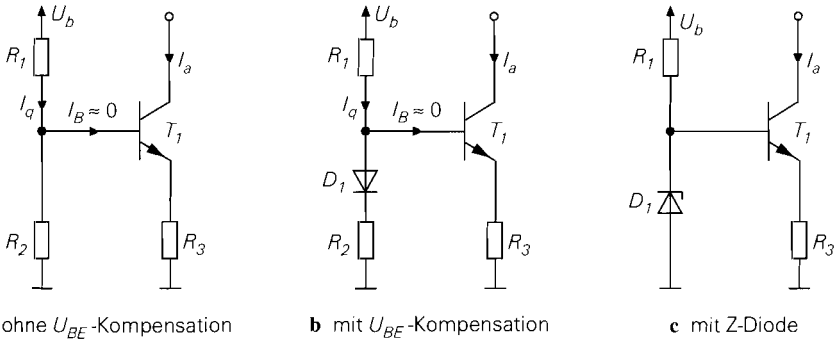 U_b
R_1
I_a
I_q
I_B ≈ 0
T_1
R_2
R_3
ohne U_BE-Kompensation
U_b
R_1
I_a
I_q
I_B ≈ 0
T_1
D_1
R_2
R_3
b mit U_BE-Kompensation
U_b
R_1
I_a
T_1
D_1
R_3
c mit Z-Diode